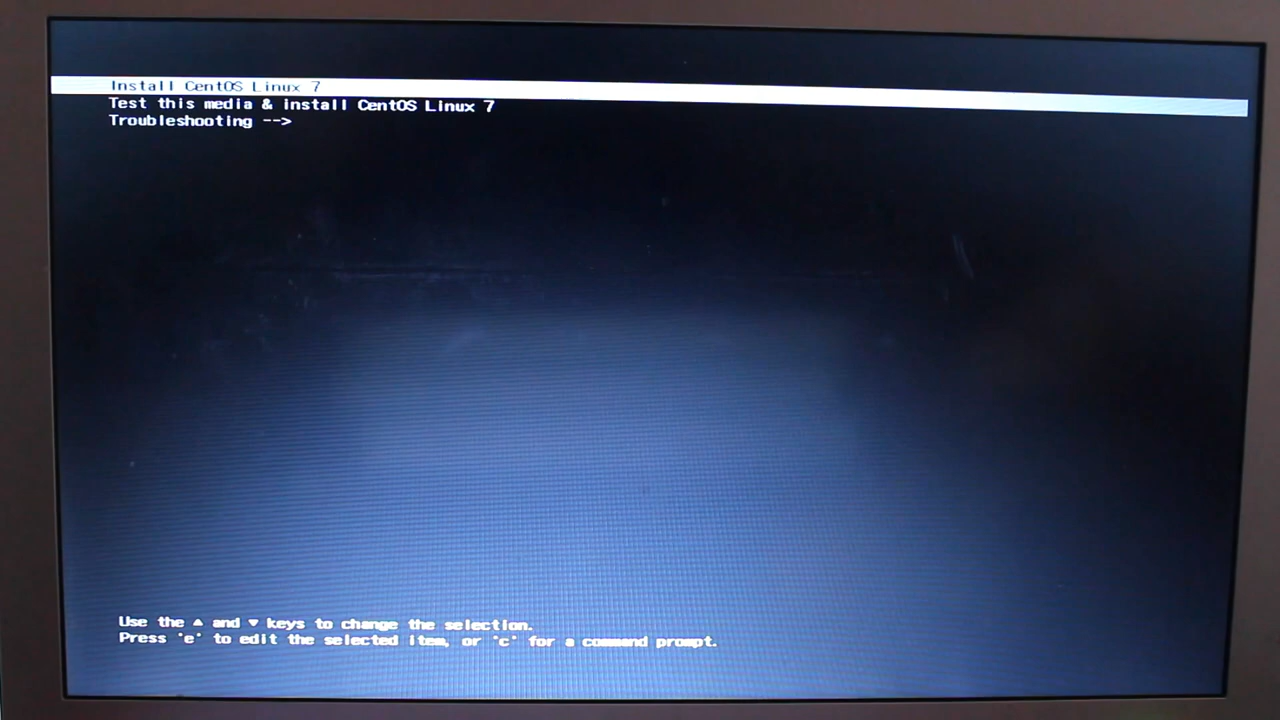 Install CentOS Linux 7
Test this media & install CentOS Linux 7
Troubleshooting -->
Use the ▲ and ▼ keys to change the selection.
Press 'e' to edit the selected item, or 'c' for a command prompt.